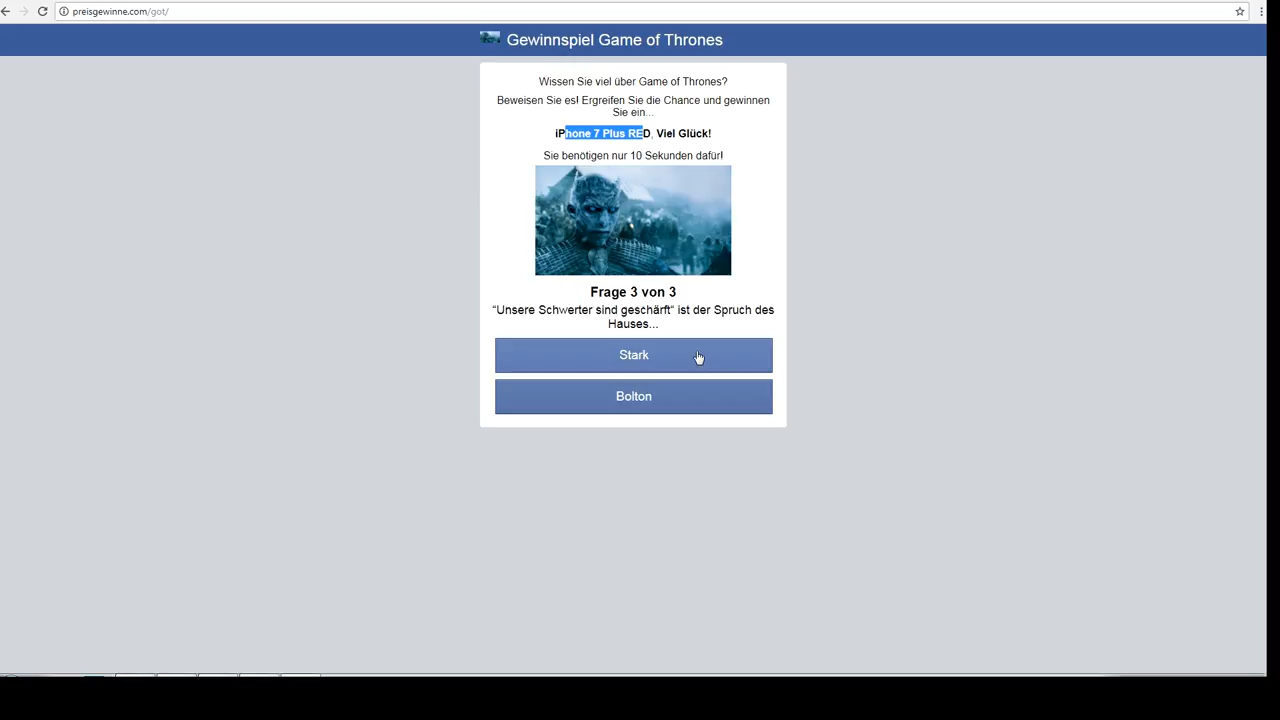 preisgewinne.com/got/
Gewinnspiel Game of Thrones
Wissen Sie viel über Game of Thrones?
Beweisen Sie es! Ergreifen Sie die Chance und gewinnen
Sie ein...
iPhone 7 Plus RED, Viel Glück!
Sie benötigen nur 10 Sekunden dafür!
Frage 3 von 3
“Unsere Schwerter sind geschärft“ ist der Spruch des
Hauses...
Stark
Bolton